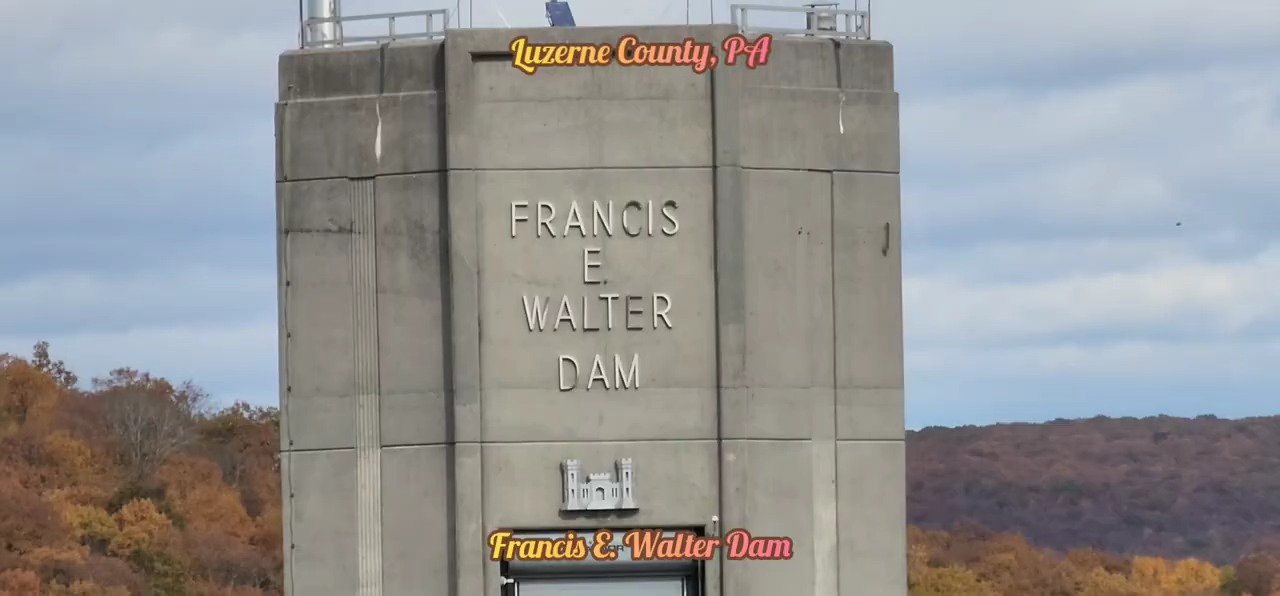 Luzerne County, PA
FRANCIS
E.
WALTER
DAM
Francis E. Walter Dam